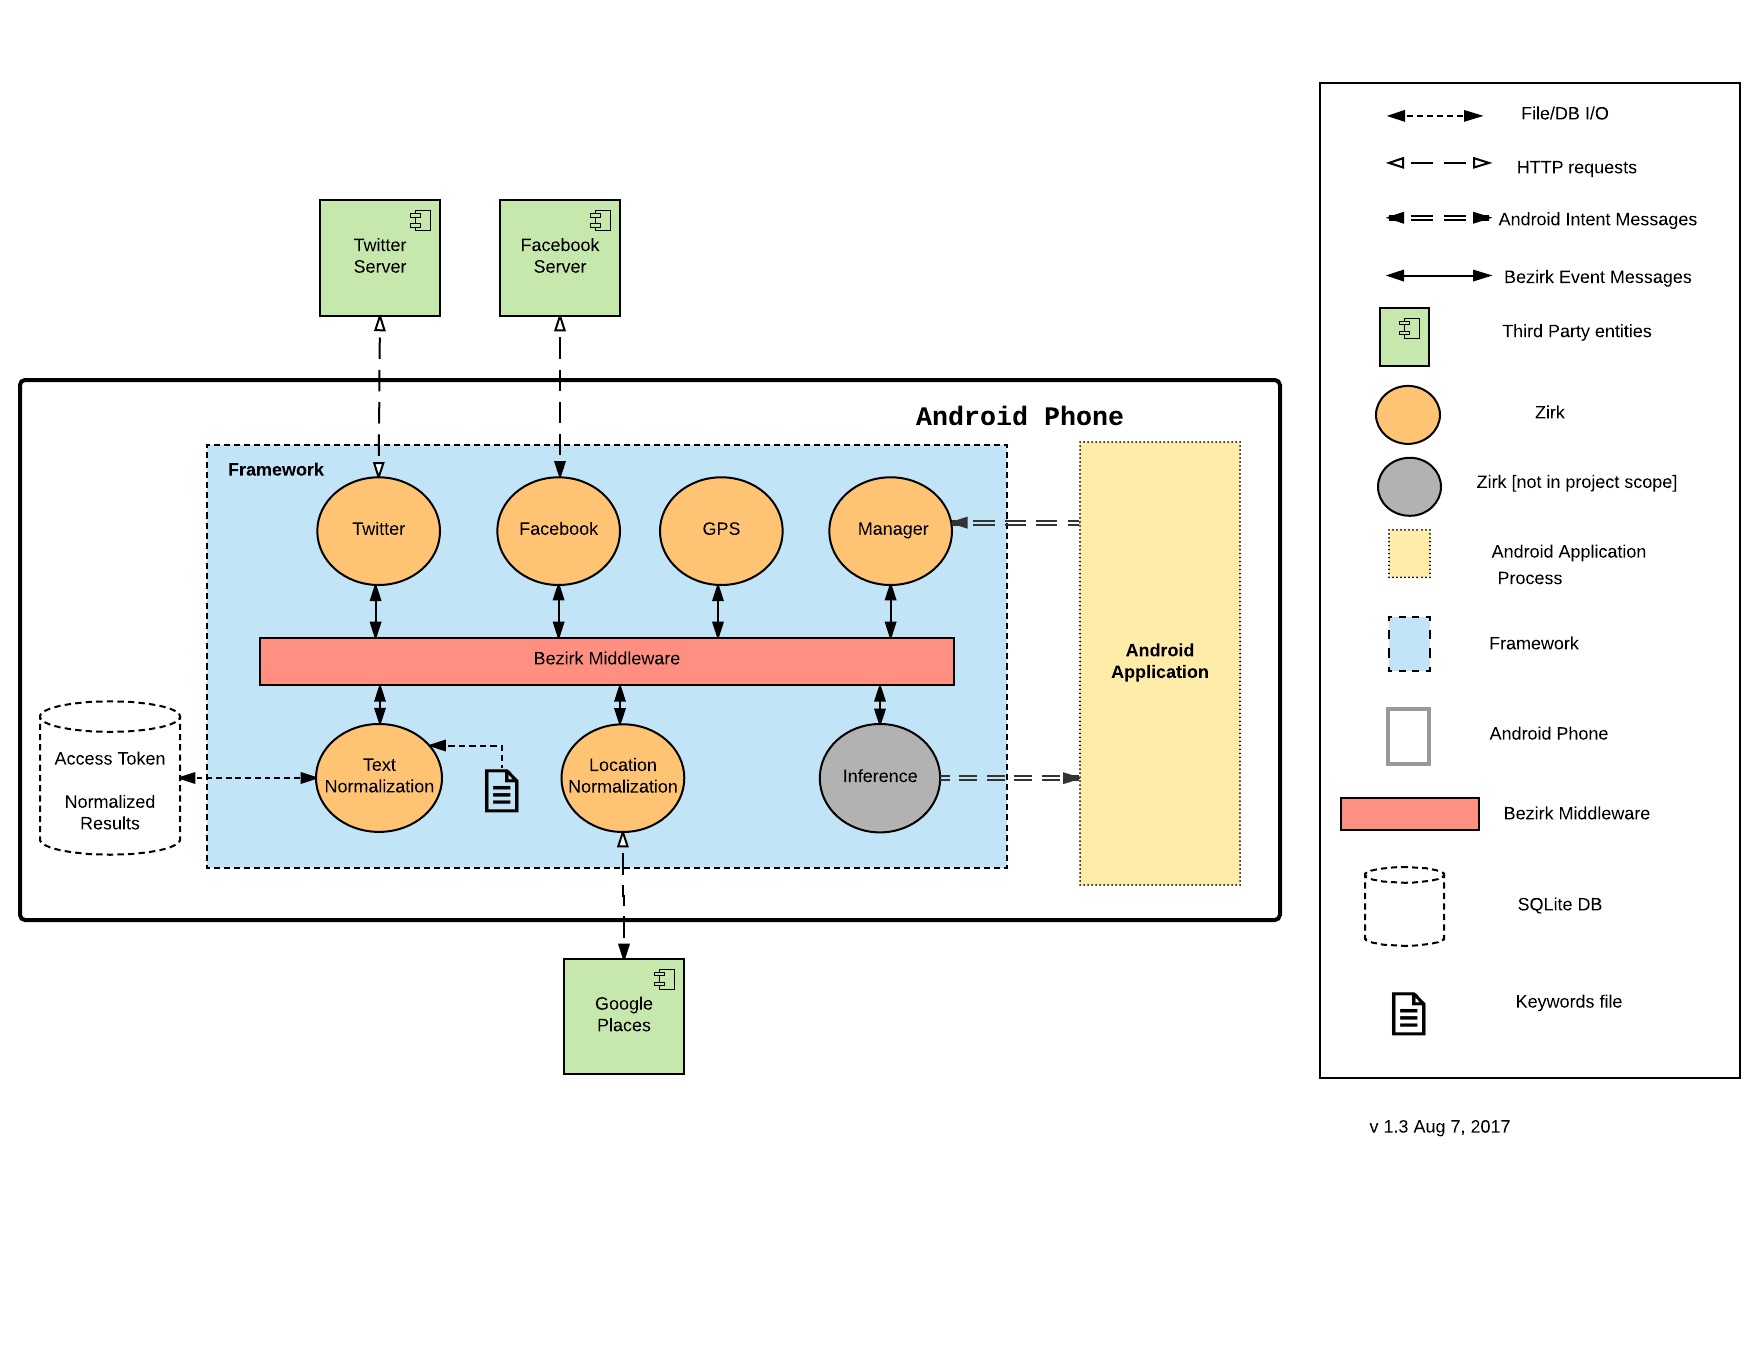 Twitter
Server
Facebook
Server
Android Phone
Framework
Twitter
Facebook
GPS
Manager
Bezirk Middleware
Android
Application
Access Token
Normalized
Results
Text
Normalization
Location
Normalization
Inference
Google
Places
File/DB I/O
HTTP requests
Android Intent Messages
Bezirk Event Messages
Third Party entities
Zirk
Zirk [not in project scope]
Android Application
Process
Framework
Android Phone
Bezirk Middleware
SQLite DB
Keywords file
v 1.3 Aug 7, 2017